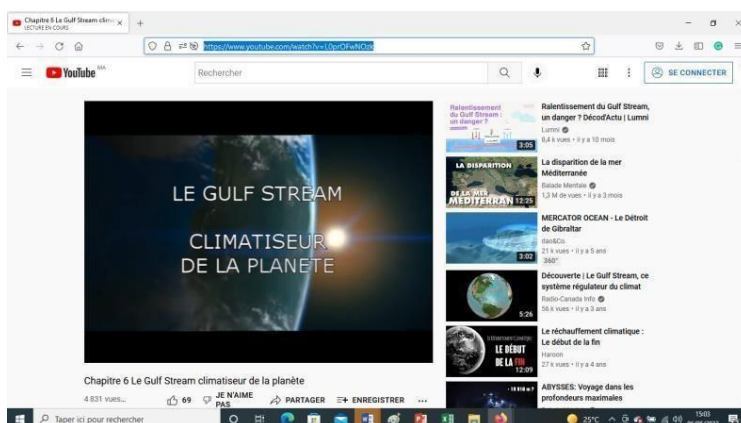 Chapitre 6 Le Gulf Stream clima
LECTURE EN COURS
https://www.youtube.com/watch?v=
YouTube MA
Rechercher
SE CONNECTER
LE GULF STREAM
CLIMATISEUR
DE LA PLANETE
Chapitre 6 Le Gulf Stream climatiseur de la planète
4 831 vues...
69
JE N'AIME
PAS
PARTAGER
ENREGISTRER
Ralentissement
du Gulf Stream :
un danger ?
3:05
Ralentissement du Gulf Stream,
un danger ? Décod'Actu | Lumni
Lumni
8,4 k vues • il y a 10 mois
LA DISPARITION
DE LA MER
MÉDITERRAN
12:25
La disparition de la mer
Méditerranée
Balade Mentale
1,3 M de vues • il y a 3 mois
3:02
MERCATOR OCEAN - Le Détroit
de Gibraltar
dao&Co
21 k vues • il y a 5 ans
360°
5:26
Découverte | Le Gulf Stream, ce
système régulateur du climat
Radio-Canada Info
56 k vues • il y a 3 ans
LE DÉBUT
DE LA FIN
12:09
Le réchauffement climatique :
Le début de la fin
Haroon
27 k vues • il y a 4 ans
ABYSSES: Voyage dans les
profondeurs maximales
Taper ici pour rechercher
25°C
15:03